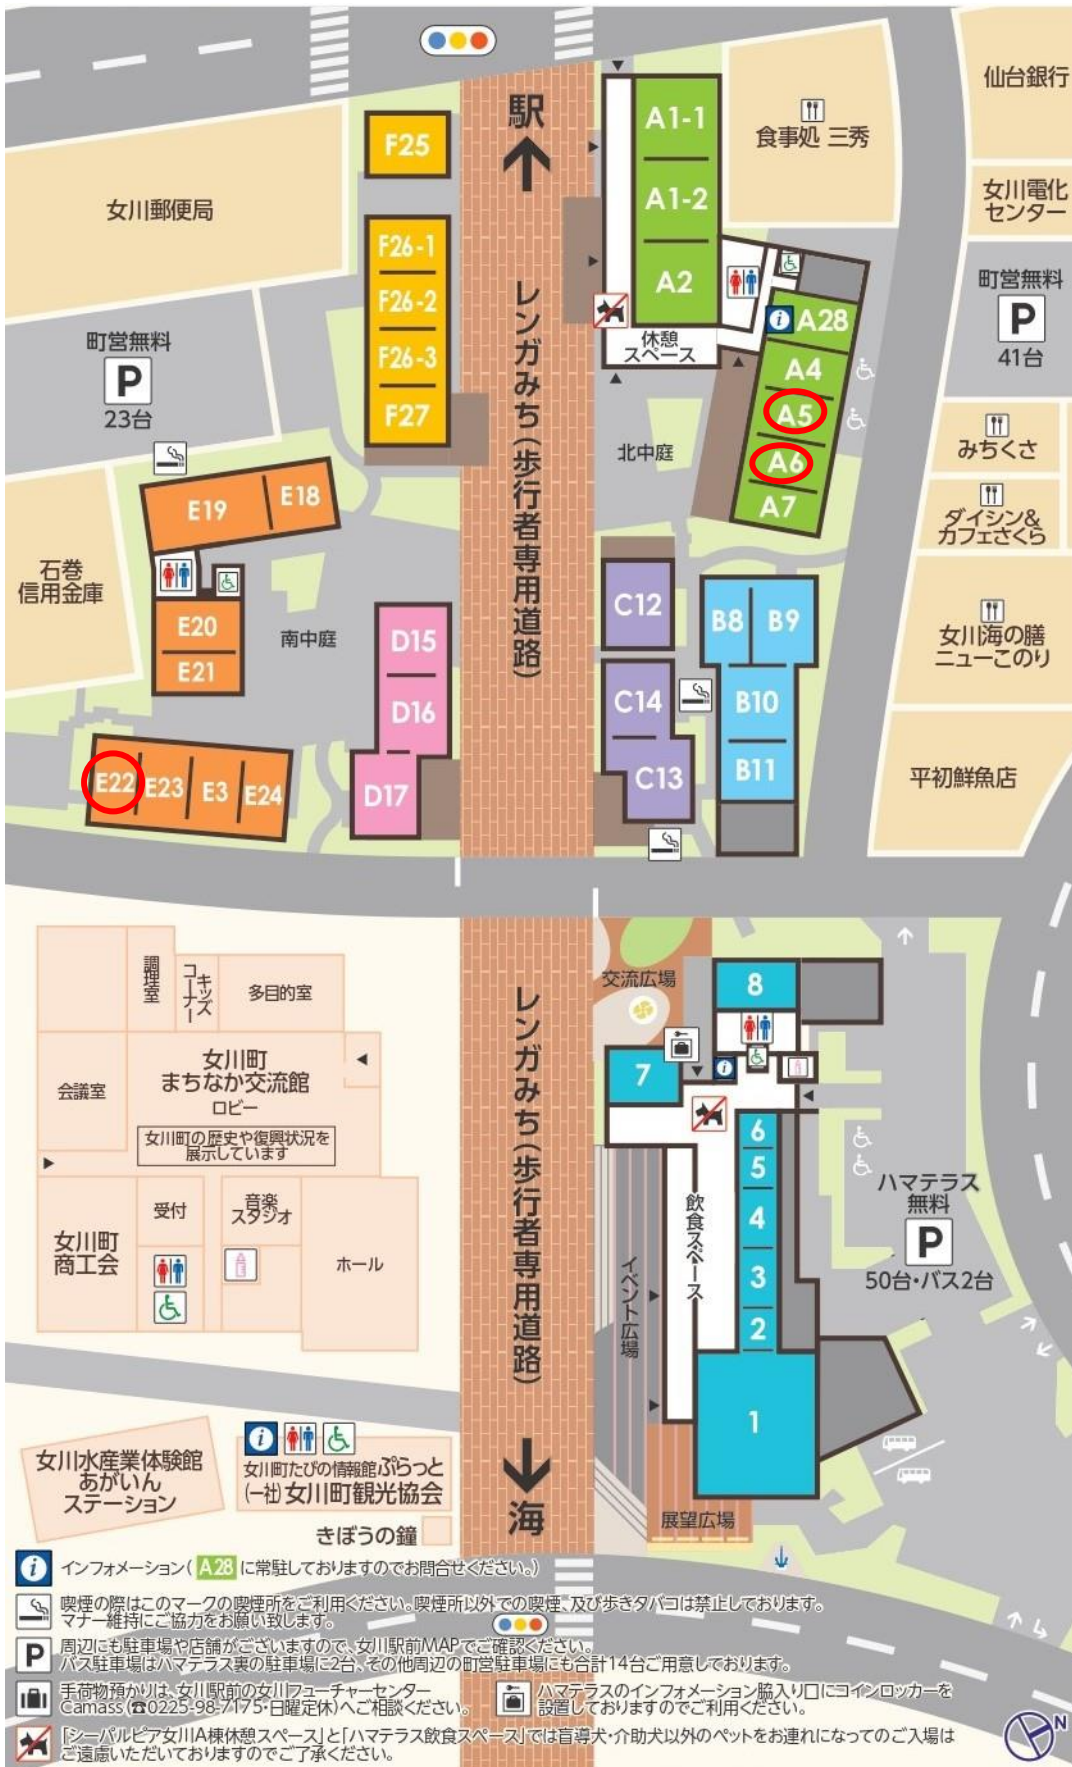 駅
A1-1
A1-2
A2
食事処 三秀
仙台銀行
女川電化
センター
町営無料
P
41台
F25
女川郵便局
F26-1
F26-2
F26-3
F27
町営無料
P
23台
レンガみち(歩行者専用道路)
休憩
スペース
i
A28
A4
A5
A6
A7
北中庭
みちくさ
ダイシン&
カフェさくら
女川海の膳
ニューこのり
平初鮮魚店
E19
E18
石巻
信用金庫
E20
E21
南中庭
D15
D16
D17
E22
E23
E3
E24
C12
C14
C13
B8
B9
B10
B11
調理室
キッズ
コーナー
多目的室
会議室
女川町
まちなか交流館
ロビー
女川町の歴史や復興状況を
展示しています
女川町
商工会
受付
音楽
スタジオ
ホール
レンガみち(歩行者専用道路)
海
交流広場
8
7
i
6
5
4
3
2
1
飲食スペース
イベント広場
展望広場
ハマテラス
無料
P
50台・バス2台
女川水産業体験館
あがいん
ステーション
i
女川町たびの情報館ぷらっと
(一社)女川町観光協会
きぼうの鐘
i インフォメーション( A28 に常駐しておりますのでお問合せください。)
喫煙の際はこのマークの喫煙所をご利用ください。喫煙所以外での喫煙、及び歩きタバコは禁止しております。
マナー維持にご協力をお願い致します。
P 周辺にも駐車場や店舗がございますので、女川駅前MAPでご確認ください。
バス駐車場はハマテラス裏の駐車場に2台、その他周辺の町営駐車場にも合計14台ご用意しております。
手荷物預かりは、女川駅前の女川フューチャーセンター
Camass(☎0225-98-7175・日曜定休)へご相談ください。
ハマテラスのインフォメーション脇入り口にコインロッカーを
設置しておりますのでご利用ください。
「シーパルピア女川A棟休憩スペース」と「ハマテラス飲食スペース」では盲導犬・介助犬以外のペットをお連れになってのご入場は
ご遠慮いただいておりますのでご了承ください。
N